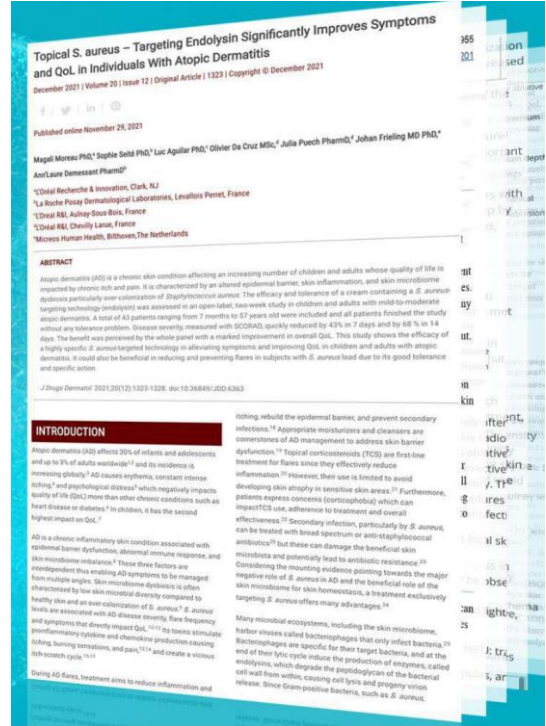 Topical S. aureus – Targeting Endolysin Significantly Improves Symptoms
and QoL in Individuals With Atopic Dermatitis
December 2021 | Volume 20 | Issue 12 | Original Article | 1323 | Copyright © December 2021
Published online November 29, 2021
Magali Moreau PhD,ᵃ Sophie Seité PhD,ᵇ Luc Aguilar PhD,ᶜ Olivier Da Cruz MSc,ᵈ Julia Puech PharmD,ᵈ Johan Frieling MD PhD,ᵉ
Ann'Laure Demessant PharmDᵇ
ᵃL'Oréal Recherche & Innovation, Clark, NJ
ᵇLa Roche Posay Dermatological Laboratories, Levallois Perret, France
ᶜL'Oreal R&I, Aulnay-Sous-Bois, France
ᵈL'Oréal R&I, Chevilly Larue, France
ᵉMicreos Human Health, Bilthoven,The Netherlands
ABSTRACT
Atopic dermatitis (AD) is a chronic skin condition affecting an increasing number of children and adults whose quality of life is
impacted by chronic itch and pain. It is characterized by an altered epidermal barrier, skin inflammation, and skin microbiome
dysbiosis particularly over-colonization of Staphylococcus aureus. The efficacy and tolerance of a cream containing a S. aureus-
targeting technology (endolysin) was assessed in an open-label, two-week study in children and adults with mild-to-moderate
atopic dermatitis. A total of 43 patients ranging from 7 months to 57 years old were included and all patients finished the study
without any tolerance problem. Disease severity, measured with SCORAD, quickly reduced by 43% in 7 days and by 68 % in 14
days. The benefit was perceived by the whole panel with a marked improvement in overall QoL. This study shows the efficacy of
a highly specific S. aureus-targeted technology in alleviating symptoms and improving QoL in children and adults with atopic
dermatitis. It could also be beneficial in reducing and preventing flares in subjects with S. aureus load due to its good tolerance
and specific action.
J Drugs Dermatol. 2021;20(12):1323-1328. doi:10.36849/JDD.6363
INTRODUCTION
Atopic dermatitis (AD) affects 20% of infants and adolescents
and up to 3% of adults worldwide¹˒² and its incidence is
increasing globally.³ AD causes erythema, constant intense
itching,⁴ and psychological distress⁵ which negatively impacts
quality of life (QoL) more than other chronic conditions such as
heart disease or diabetes.⁶ In children, it has the second
highest impact on QoL.⁷
AD is a chronic inflammatory skin condition associated with
epidermal barrier dysfunction, abnormal immune response, and
skin microbiome imbalance.⁸ These three factors are
interdependent thus enabling AD symptoms to be managed
from multiple angles. Skin microbiome dysbiosis is often
characterized by low skin microbial diversity compared to
healthy skin and an over-colonization of S. aureus.⁹ S. aureus
levels are associated with AD disease severity, flare frequency
and symptoms that directly impact QoL.¹⁰⁻¹² Its toxins stimulate
proinflammatory cytokine and chemokine production causing
itching, burning sensations, and pain,¹³˒¹⁴ and create a vicious
itch-scratch cycle.¹⁵⁻¹⁷
During AD flares, treatment aims to reduce inflammation and
itching, rebuild the epidermal barrier, and prevent secondary
infections.¹⁸ Appropriate moisturizers and cleansers are
cornerstones of AD management to address skin barrier
dysfunction.¹⁹ Topical corticosteroids (TCS) are first-line
treatment for flares since they effectively reduce
inflammation.²⁰ However, their use is limited to avoid
developing skin atrophy in sensitive skin areas.²¹ Furthermore,
patients express concerns (corticophobia) which can
impactTCS use, adherence to treatment and overall
effectiveness.²² Secondary infection, particularly by S. aureus,
can be treated with broad spectrum or anti-staphylococcal
antibiotics²⁰ but these can damage the beneficial skin
microbiota and potentially lead to antibiotic resistance.²³
Considering the mounting evidence pointing towards the major
negative role of S. aureus in AD and the beneficial role of the
skin microbiome for skin homeostasis, a treatment exclusively
targeting S. aureus offers many advantages.²⁴
Many microbial ecosystems, including the skin microbiome,
harbor viruses called bacteriophages that only infect bacteria.²⁵
Bacteriophages are specific for their target bacteria, and at the
end of their lytic cycle induce the production of enzymes, called
endolysins, which degrade the peptidoglycan of the bacterial
cell wall from within, causing cell lysis and progeny virion
release. Since Gram-positive bacteria, such as S. aureus,